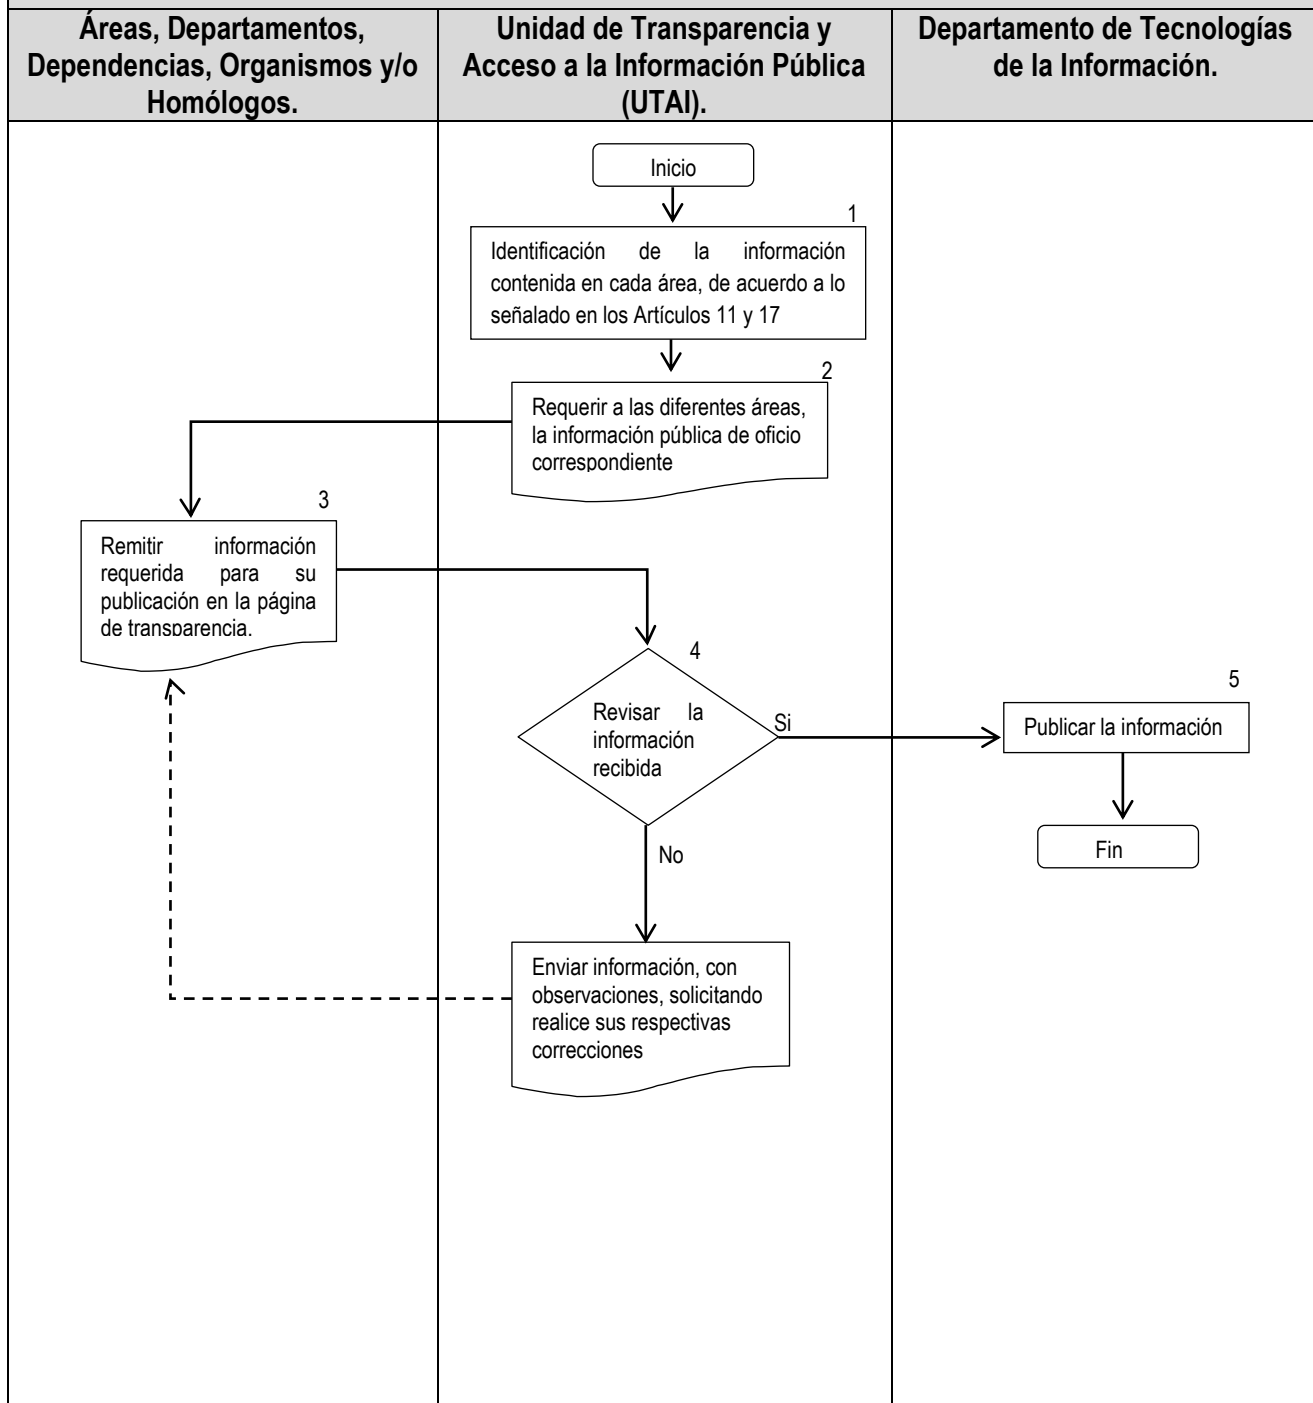 Áreas, Departamentos,
Dependencias, Organismos y/o
Homólogos.
Unidad de Transparencia y
Acceso a la Información Pública
(UTAI).
Departamento de Tecnologías
de la Información.
Inicio
1
Identificación de la información
contenida en cada área, de acuerdo a lo
señalado en los Artículos 11 y 17
2
Requerir a las diferentes áreas,
la información pública de oficio
correspondiente
3
Remitir información
requerida para su
publicación en la página
de transparencia.
4
Revisar la
información
recibida
Si
5
Publicar la información
Fin
No
Enviar información, con
observaciones, solicitando
realice sus respectivas
correcciones